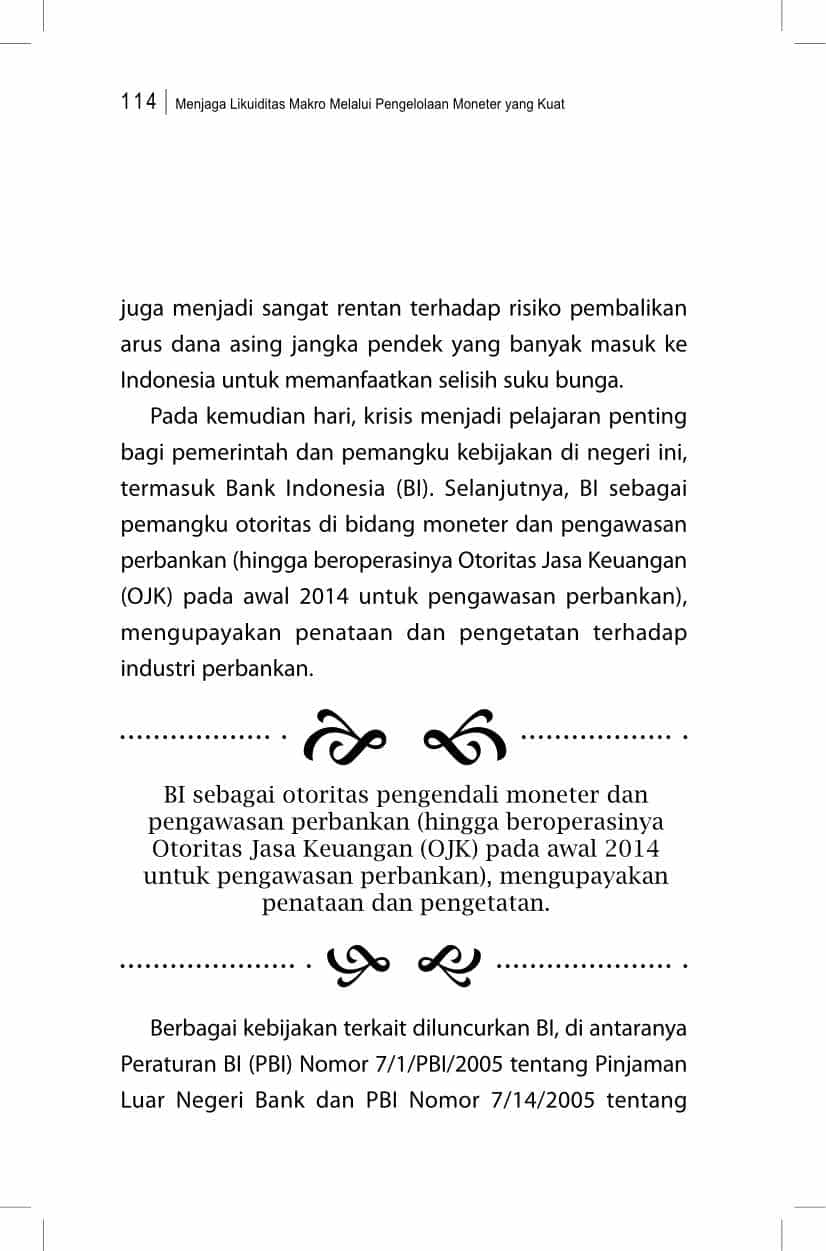 114 Menjaga Likuiditas Makro Melalui Pengelolaan Moneter yang Kuat
juga menjadi sangat rentan terhadap risiko pembalikan
arus dana asing jangka pendek yang banyak masuk ke
Indonesia untuk memanfaatkan selisih suku bunga.
Pada kemudian hari, krisis menjadi pelajaran penting
bagi pemerintah dan pemangku kebijakan di negeri ini,
termasuk Bank Indonesia (BI). Selanjutnya, BI sebagai
pemangku otoritas di bidang moneter dan pengawasan
perbankan (hingga beroperasinya Otoritas Jasa Keuangan
(OJK) pada awal 2014 untuk pengawasan perbankan),
mengupayakan penataan dan pengetatan terhadap
industri perbankan.
BI sebagai otoritas pengendali moneter dan
pengawasan perbankan (hingga beroperasinya
Otoritas Jasa Keuangan (OJK) pada awal 2014
untuk pengawasan perbankan), mengupayakan
penataan dan pengetatan.
Berbagai kebijakan terkait diluncurkan BI, di antaranya
Peraturan BI (PBI) Nomor 7/1/PBI/2005 tentang Pinjaman
Luar Negeri Bank dan PBI Nomor 7/14/2005 tentang